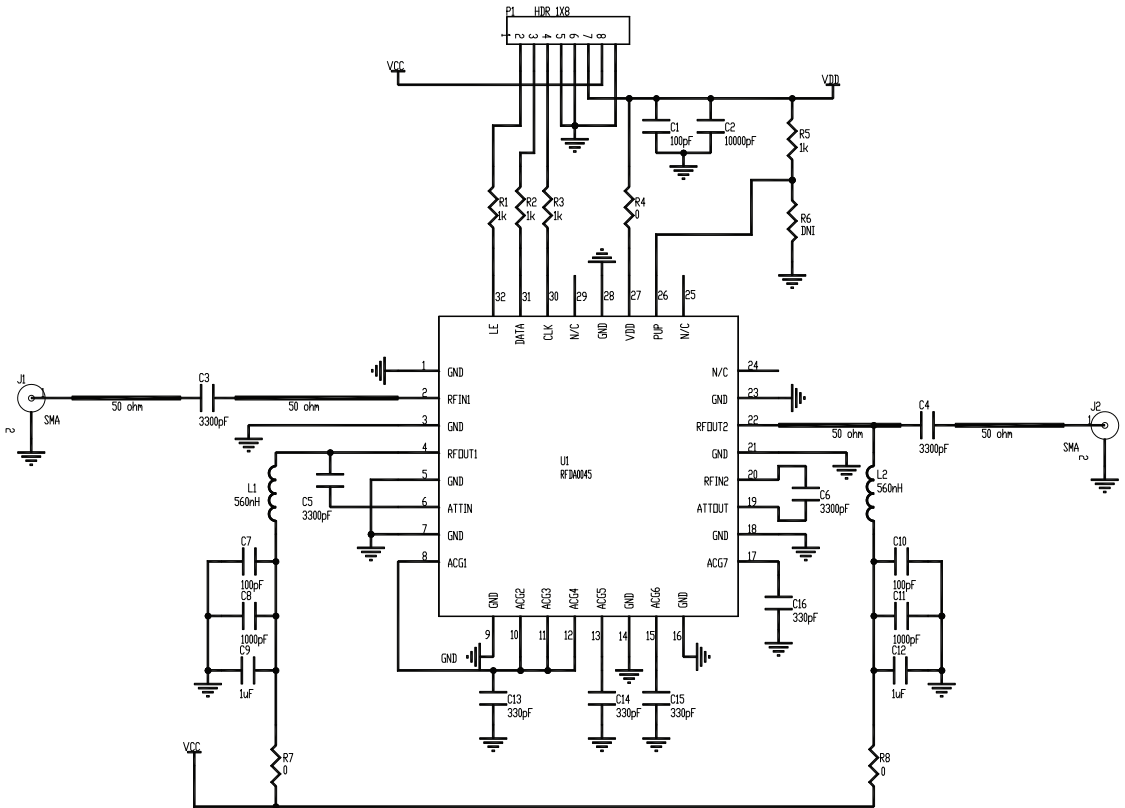 P1 HDR 1X8
1 2 3 4 5 6 7 8
VCC
VDD
C1
100pF
C2
10000pF
R5
1k
R1
1k
R2
1k
R3
1k
R4
0
R6
DNI
32 31 30 29 28 27 26 25
LE DATA CLK N/C GND VDD PUP N/C
J1
1
SMA
2
50 ohm
C3
3300pF
50 ohm
1 GND
2 RFIN1
3 GND
4 RFOUT1
5 GND
6 ATTIN
7 GND
8 ACG1
U1
RFDA0045
N/C 24
GND 23
RFOUT2 22
GND 21
RFIN2 20
ATTOUT 19
GND 18
ACG7 17
50 ohm
C4
3300pF
50 ohm
J2
1
SMA
2
L1
560nH
C5
3300pF
C6
3300pF
L2
560nH
C7
100pF
C8
1000pF
C9
1uF
C10
100pF
C11
1000pF
C12
1uF
C16
330pF
GND ACG2 ACG3 ACG4 ACG5 GND ACG6 GND
9 10 11 12 13 14 15 16
GND
C13
330pF
C14
330pF
C15
330pF
VCC
R7
0
R8
0